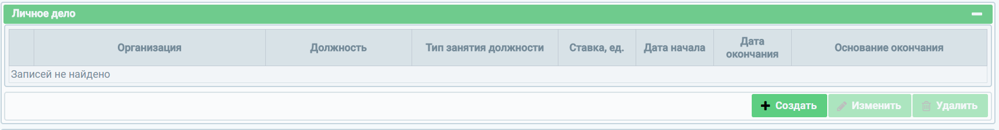 Личное дело
Организация
Должность
Тип занятия должности
Ставка, ед.
Дата начала
Дата
окончания
Основание окончания
Записей не найдено
Создать
Изменить
Удалить